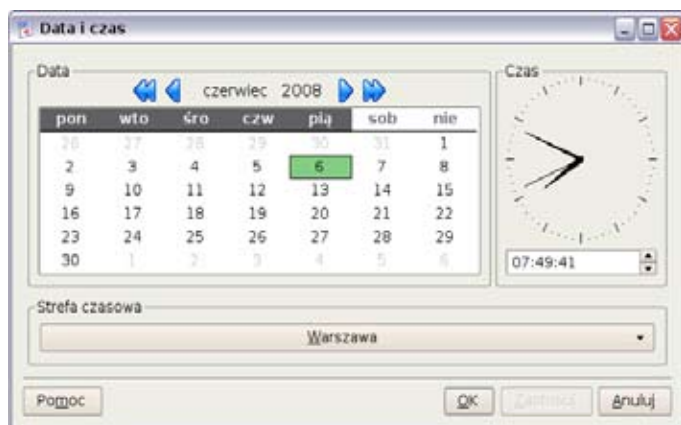 Data i czas
Data
czerwiec 2008
pon wto śro czw pią sob nie
26 27 28 29 30 31 1
2 3 4 5 6 7 8
9 10 11 12 13 14 15
16 17 18 19 20 21 22
23 24 25 26 27 28 29
30 1 2 3 4 5 6
Czas
07:49:41
Strefa czasowa
Warszawa
Pomoc
OK
Anuluj